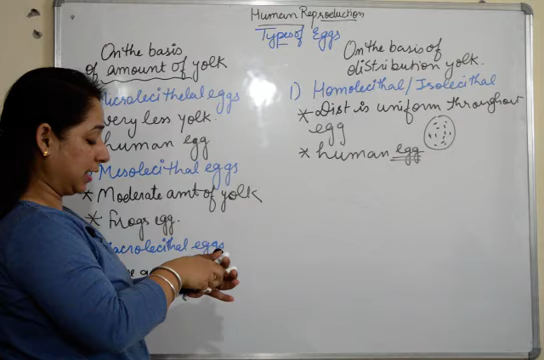 Human Reproduction
Types of Eggs
On the basis
of amount of yolk
Microlecithelal eggs
very less yolk.
human egg
Mesolecithal eggs
* Moderate amt of yolk
* Frogs egg.
Macrolecithal eggs
On the basis of
distribution yolk.
1) Homolecithal / Isolecithal
* Dist is uniform throughout
egg
* human egg